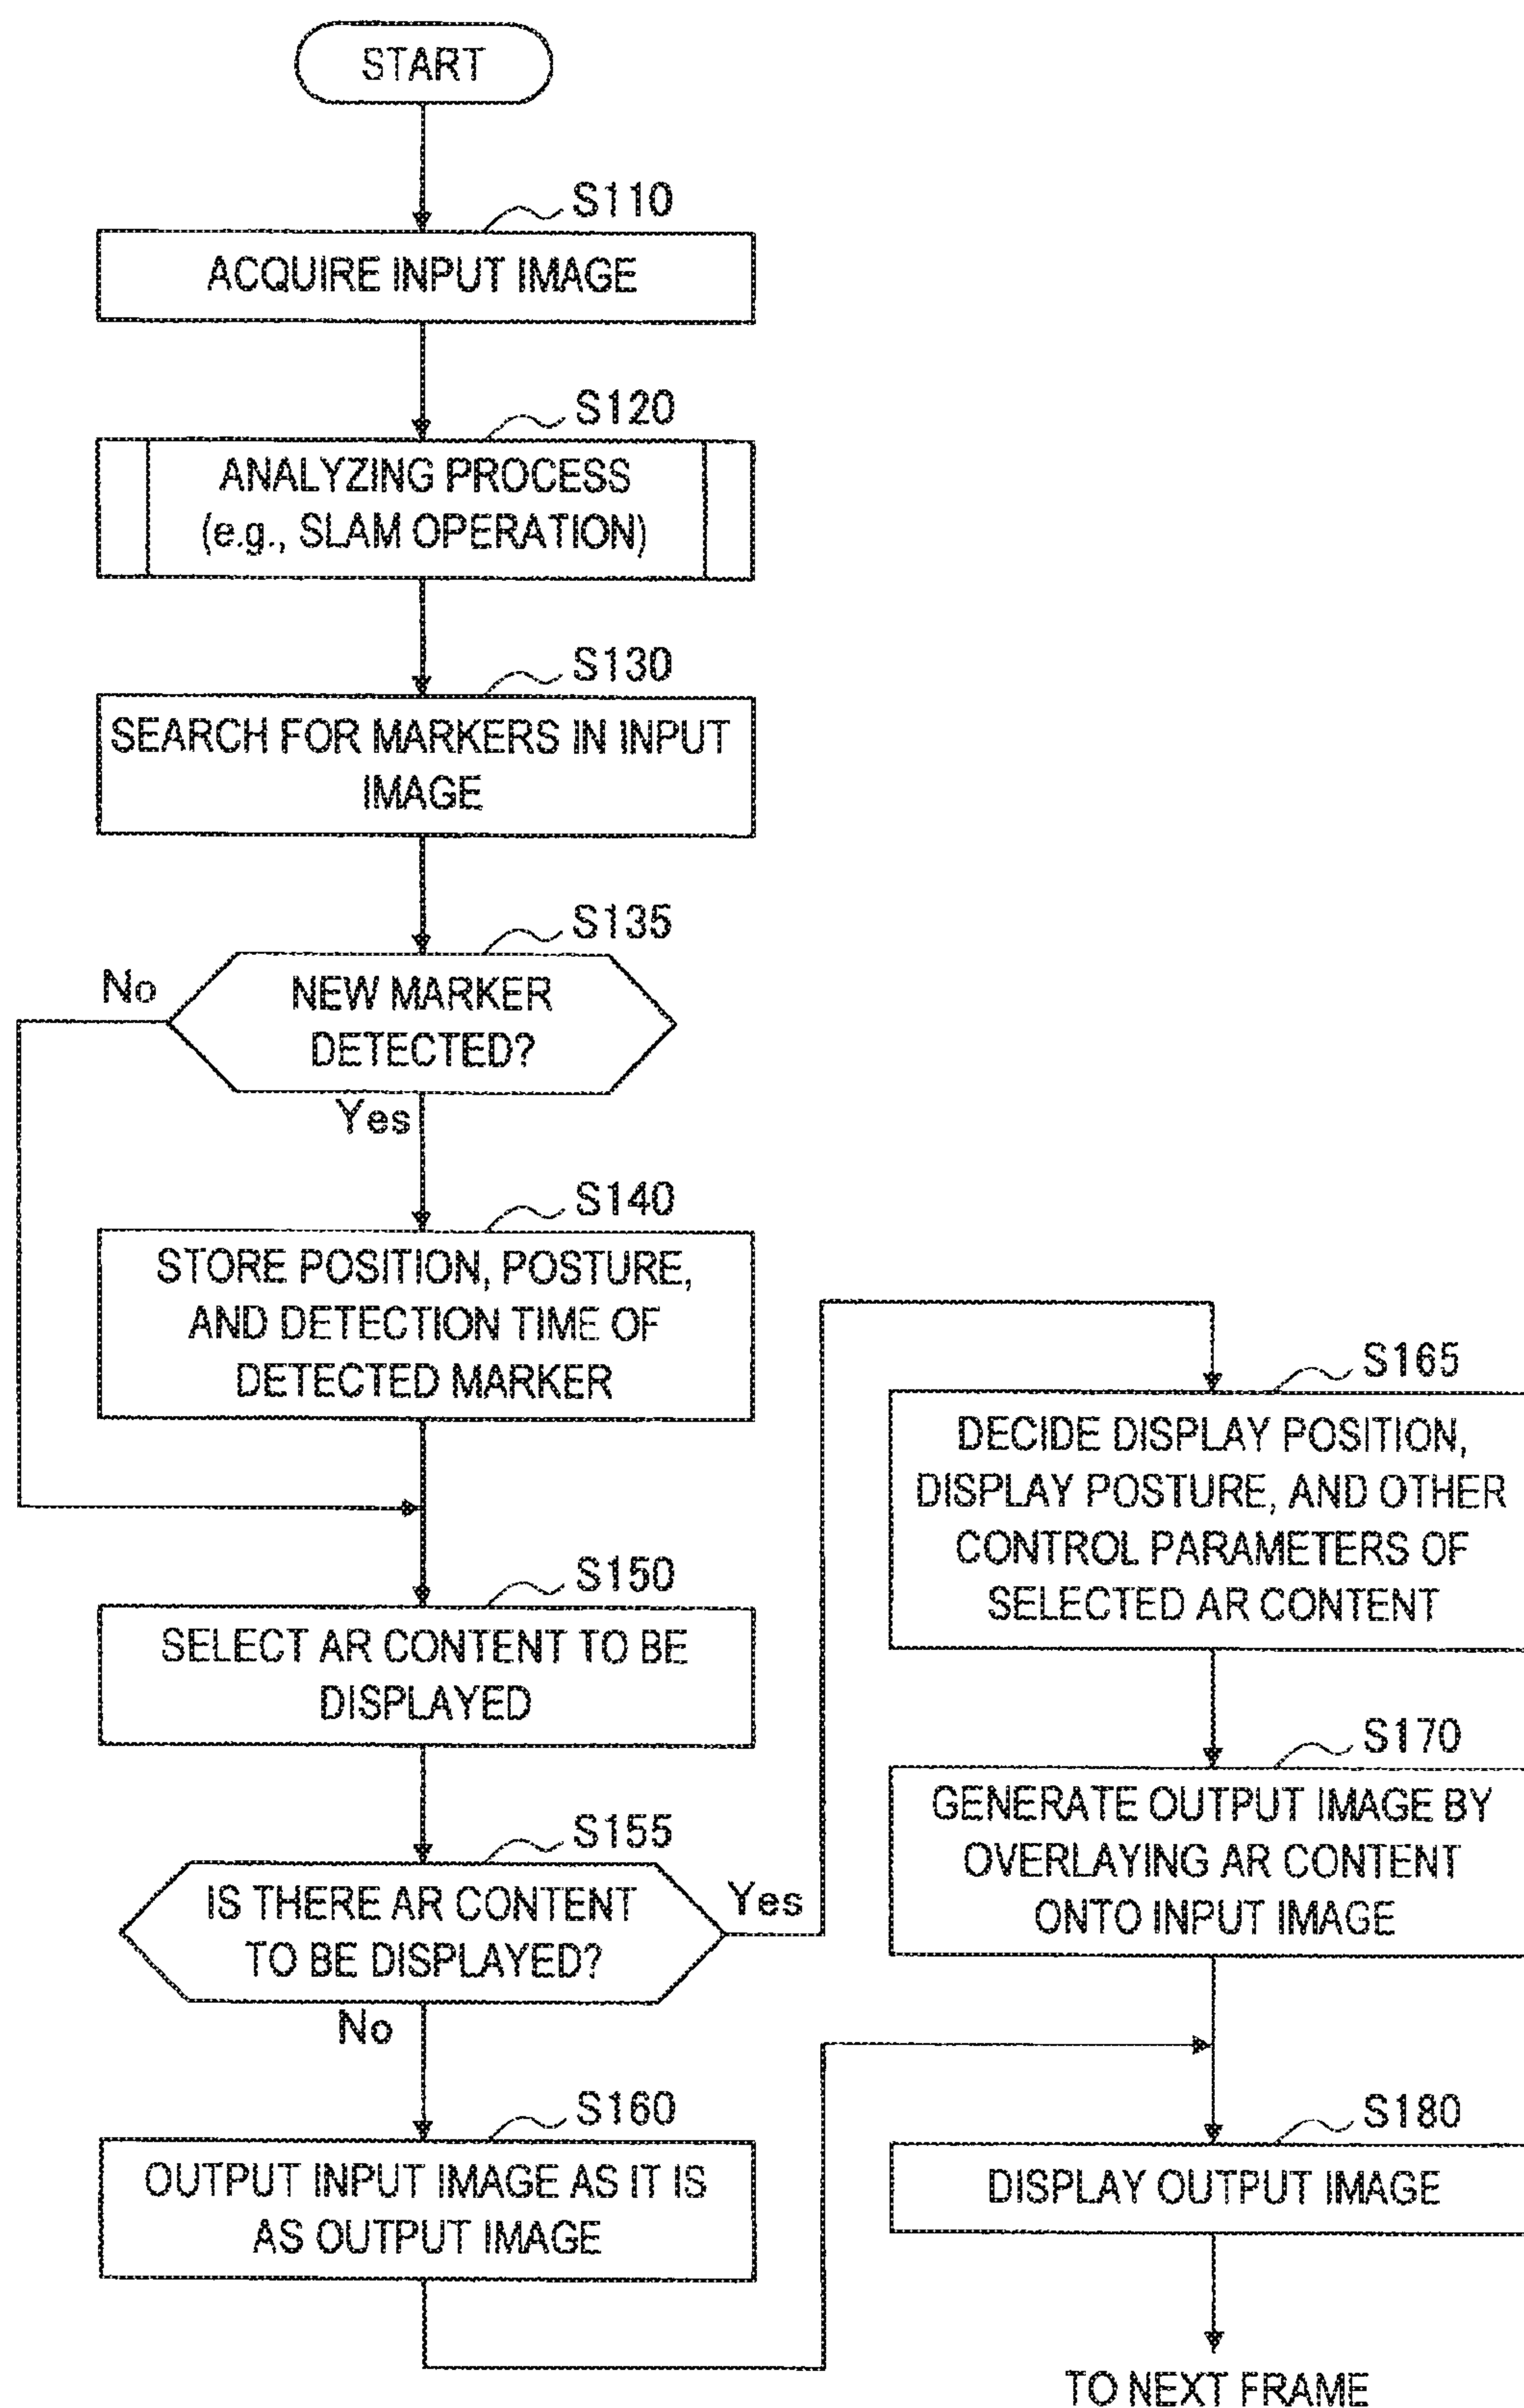 START
S110
ACQUIRE INPUT IMAGE
S120
ANALYZING PROCESS
(e.g., SLAM OPERATION)
S130
SEARCH FOR MARKERS IN INPUT
IMAGE
S135
No
NEW MARKER
DETECTED?
Yes
S140
STORE POSITION, POSTURE,
AND DETECTION TIME OF
DETECTED MARKER
S150
SELECT AR CONTENT TO BE
DISPLAYED
S155
IS THERE AR CONTENT
TO BE DISPLAYED?
Yes
No
S160
OUTPUT INPUT IMAGE AS IT IS
AS OUTPUT IMAGE
S165
DECIDE DISPLAY POSITION,
DISPLAY POSTURE, AND OTHER
CONTROL PARAMETERS OF
SELECTED AR CONTENT
S170
GENERATE OUTPUT IMAGE BY
OVERLAYING AR CONTENT
ONTO INPUT IMAGE
S180
DISPLAY OUTPUT IMAGE
TO NEXT FRAME